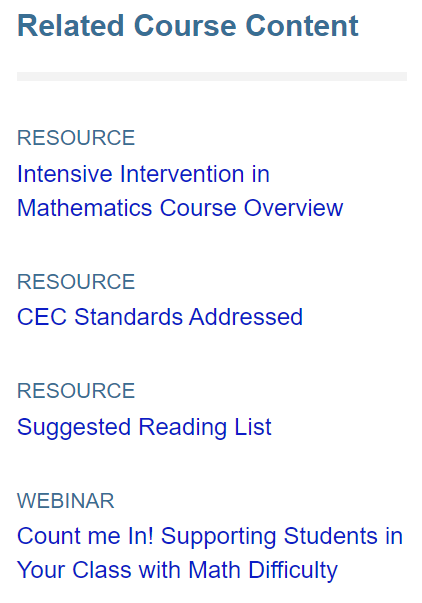 Related Course Content
RESOURCE
Intensive Intervention in
Mathematics Course Overview
RESOURCE
CEC Standards Addressed
RESOURCE
Suggested Reading List
WEBINAR
Count me In! Supporting Students in
Your Class with Math Difficulty